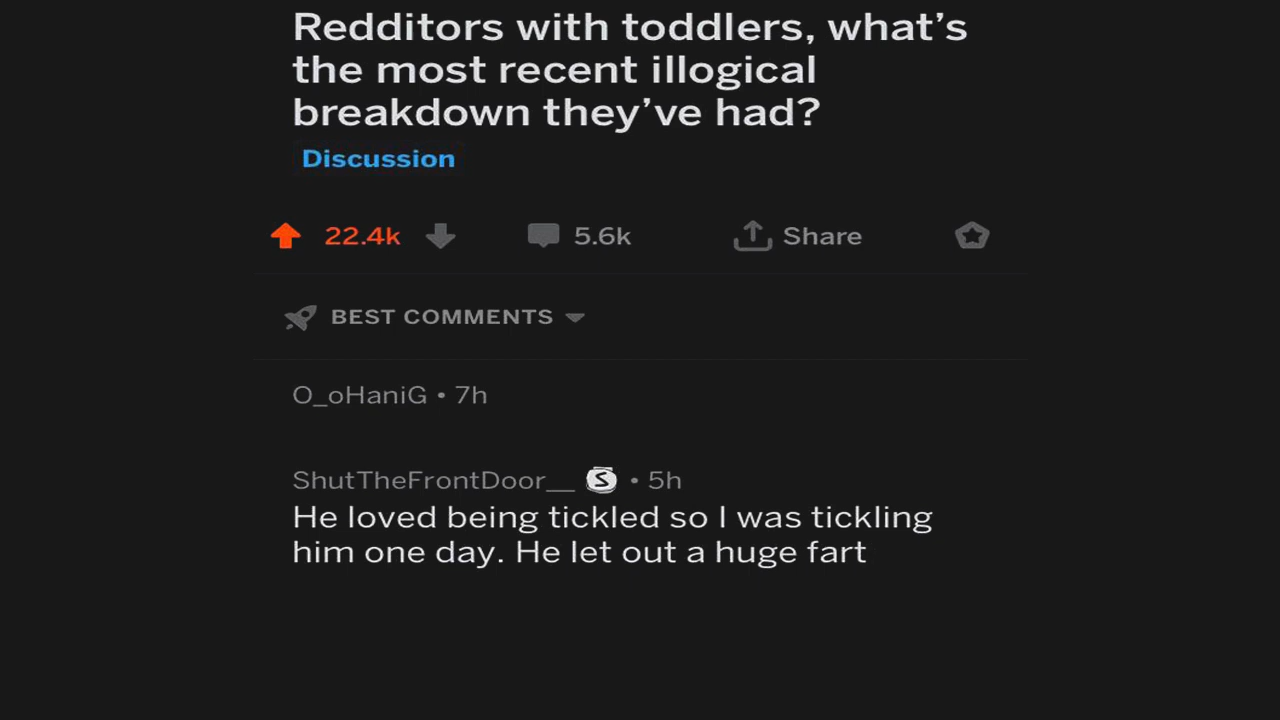 Redditors with toddlers, what’s
the most recent illogical
breakdown they’ve had?
Discussion
22.4k 5.6k Share
BEST COMMENTS
O_oHaniG • 7h
ShutTheFrontDoor__ S • 5h
He loved being tickled so I was tickling
him one day. He let out a huge fart